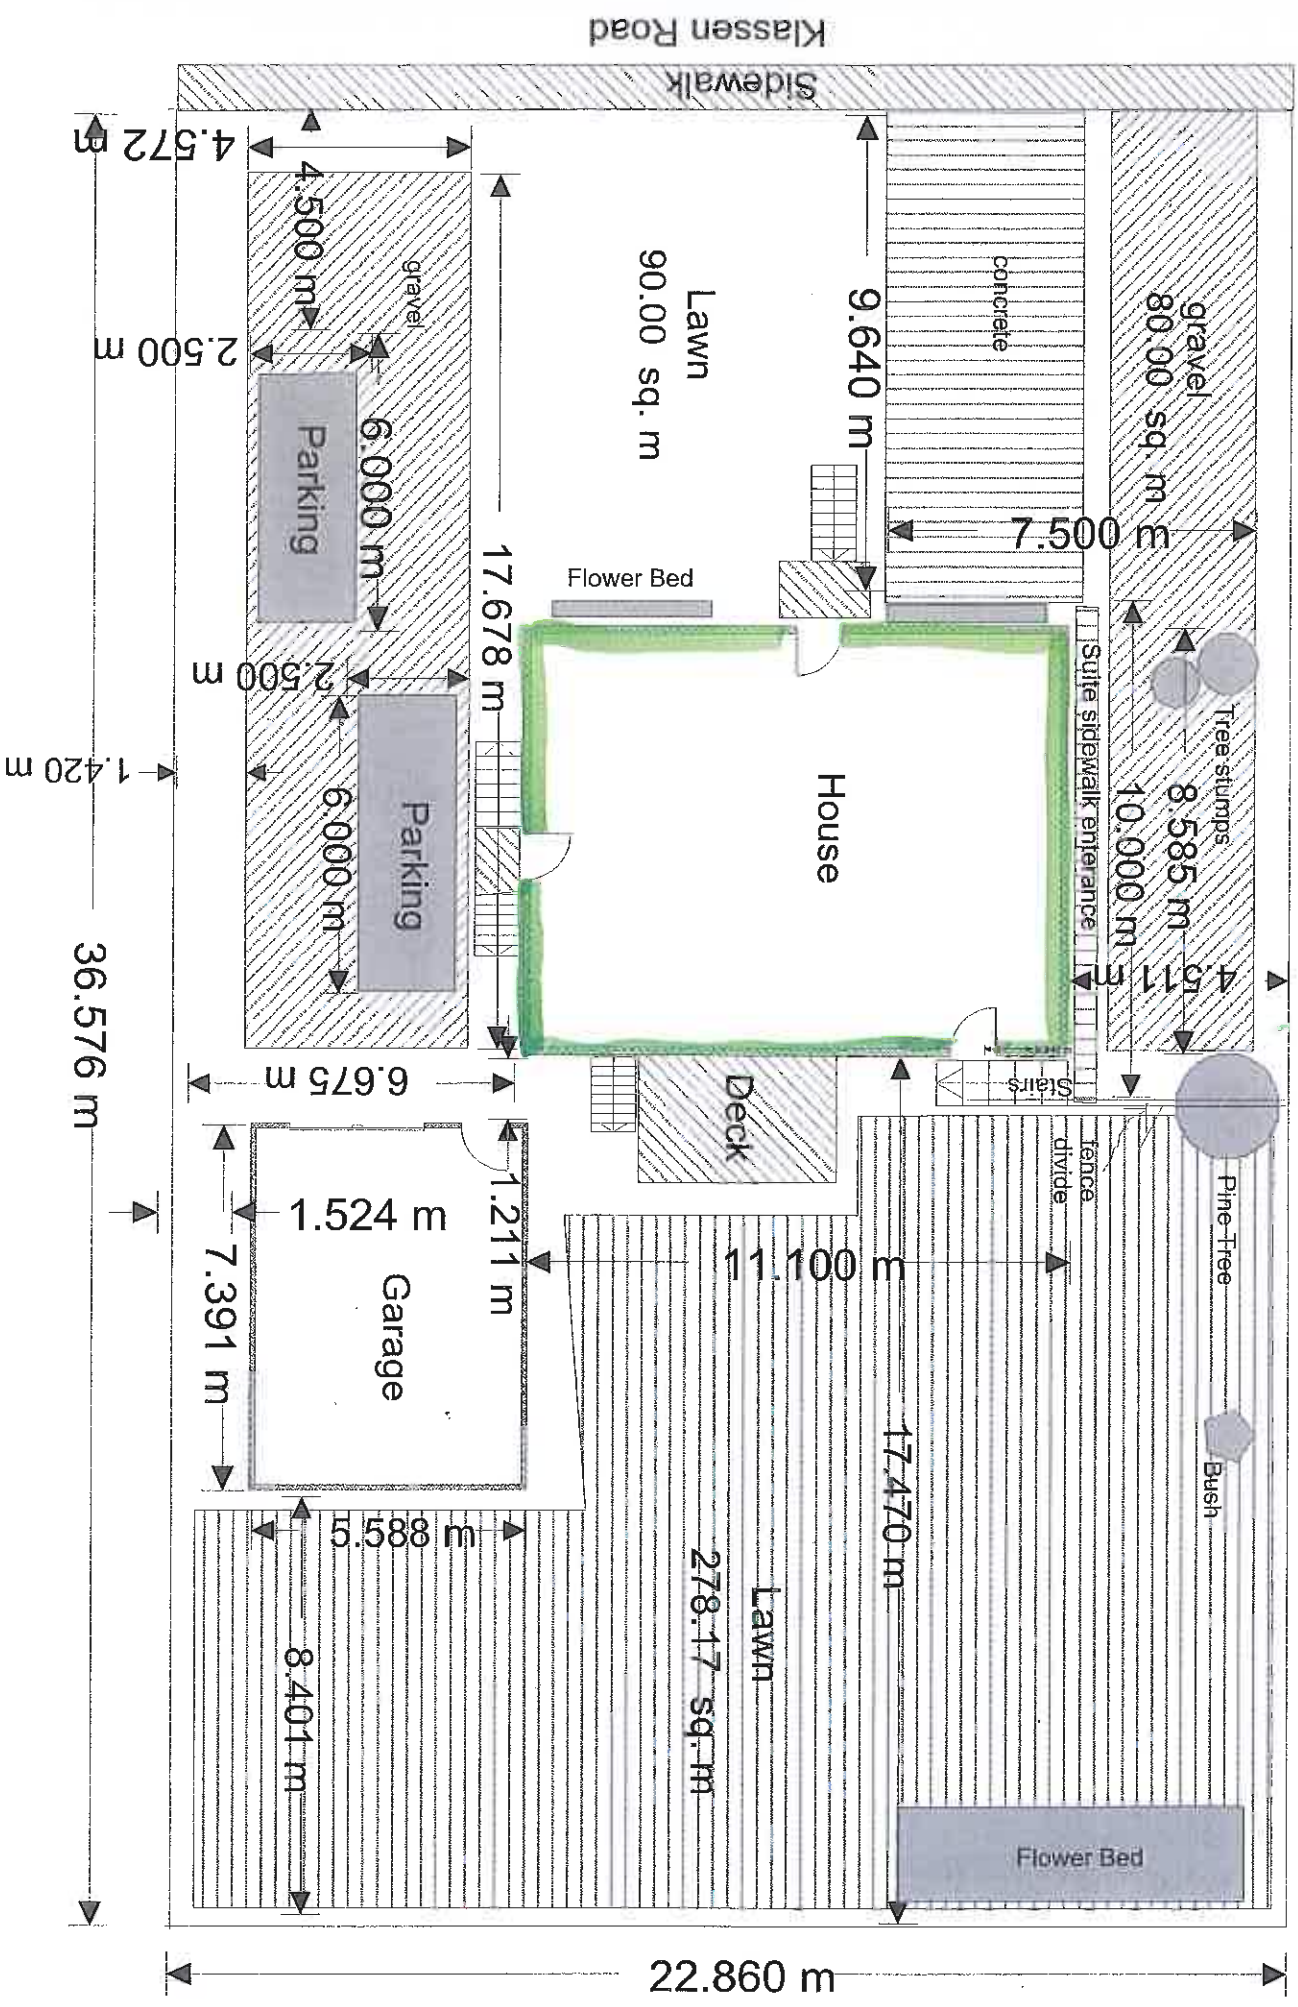 Klassen Road
Sidewalk
4.572 m
4.500 m
gravel
2.500 m
Parking
6.000 m
Lawn
90.00 sq. m
9.640 m
concrete
gravel
80.00 sq. m
7.500 m
Flower Bed
17.678 m
2.500 m
1.420 m
6.000 m
Parking
House
Suite sidewalk enterance
Tree stumps
8.585 m
10.000 m
4.511 m
36.576 m
6.675 m
Deck
Stairs
fence
divide
Pine Tree
1.524 m
1.211 m
7.391 m
Garage
11.100 m
Bush
17.470 m
5.588 m
8.401 m
Lawn
278.17 sq. m
Flower Bed
22.860 m